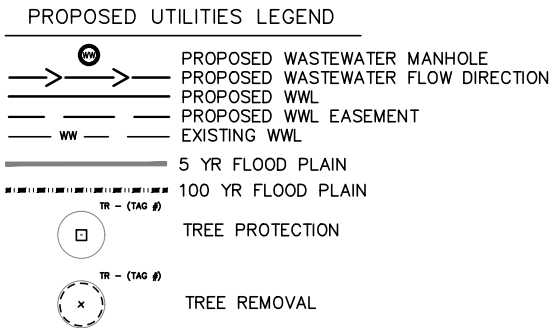 PROPOSED UTILITIES LEGEND
WW PROPOSED WASTEWATER MANHOLE
PROPOSED WASTEWATER FLOW DIRECTION
PROPOSED WWL
PROPOSED WWL EASEMENT
WW EXISTING WWL
5 YR FLOOD PLAIN
100 YR FLOOD PLAIN
TR - (TAG #)
TREE PROTECTION
TR - (TAG #)
TREE REMOVAL